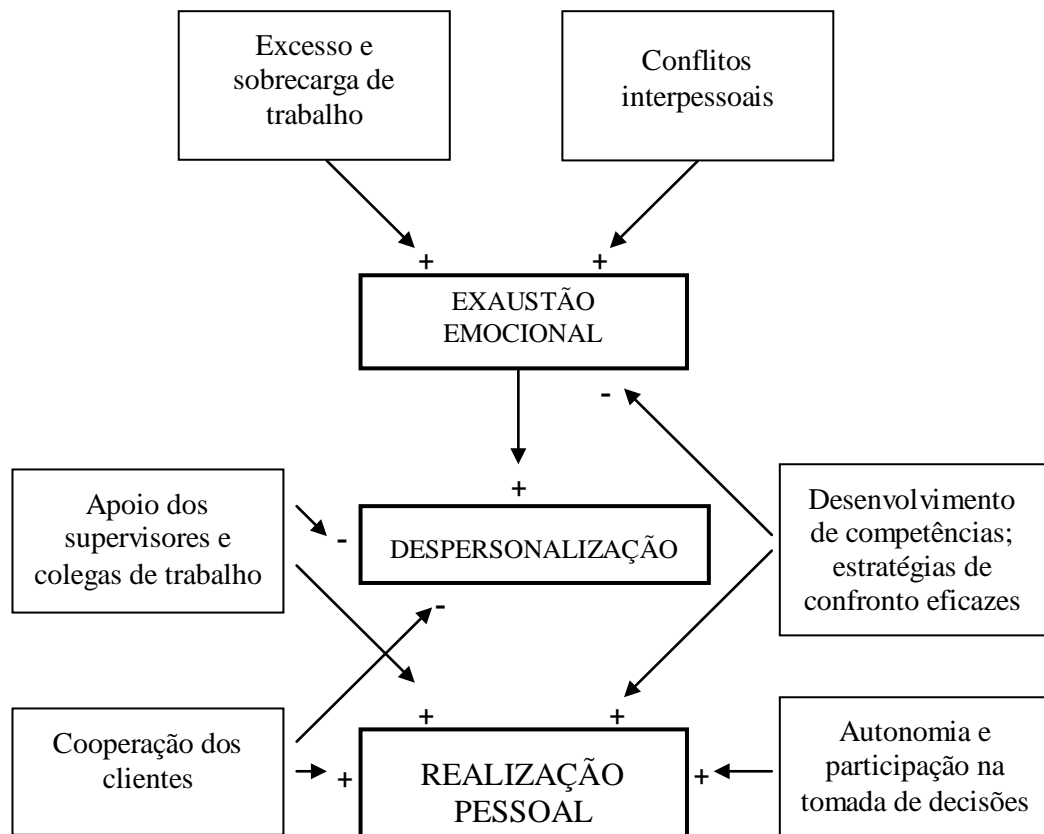 Excesso e
sobrecarga de
trabalho
Conflitos
interpessoais
+ +
EXAUSTÃO
EMOCIONAL
-
+
Apoio dos
supervisores e
colegas de trabalho
-
DESPERSONALIZAÇÃO
Desenvolvimento
de competências;
estratégias de
confronto eficazes
-
+ +
Cooperação dos
clientes
+
REALIZAÇÃO
PESSOAL
+
Autonomia e
participação na
tomada de decisões